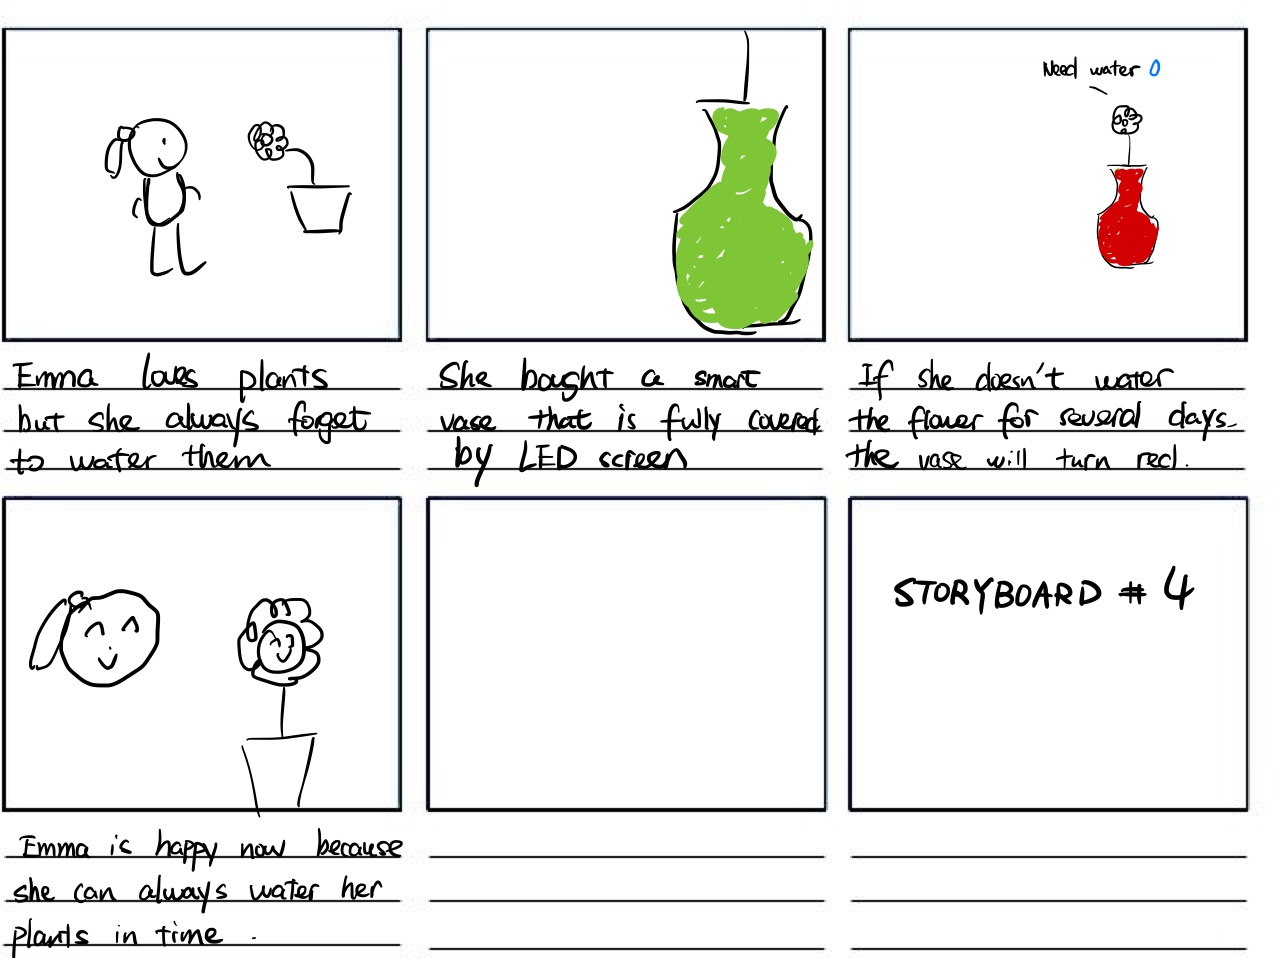 Need water
Emma loves plants
but she always forget
to water them
She bought a smart
vase that is fully covered
by LED screen
If she doesn't water
the flower for several days
the vase will turn red.
STORYBOARD # 4
Emma is happy now because
she can always water her
plants in time.